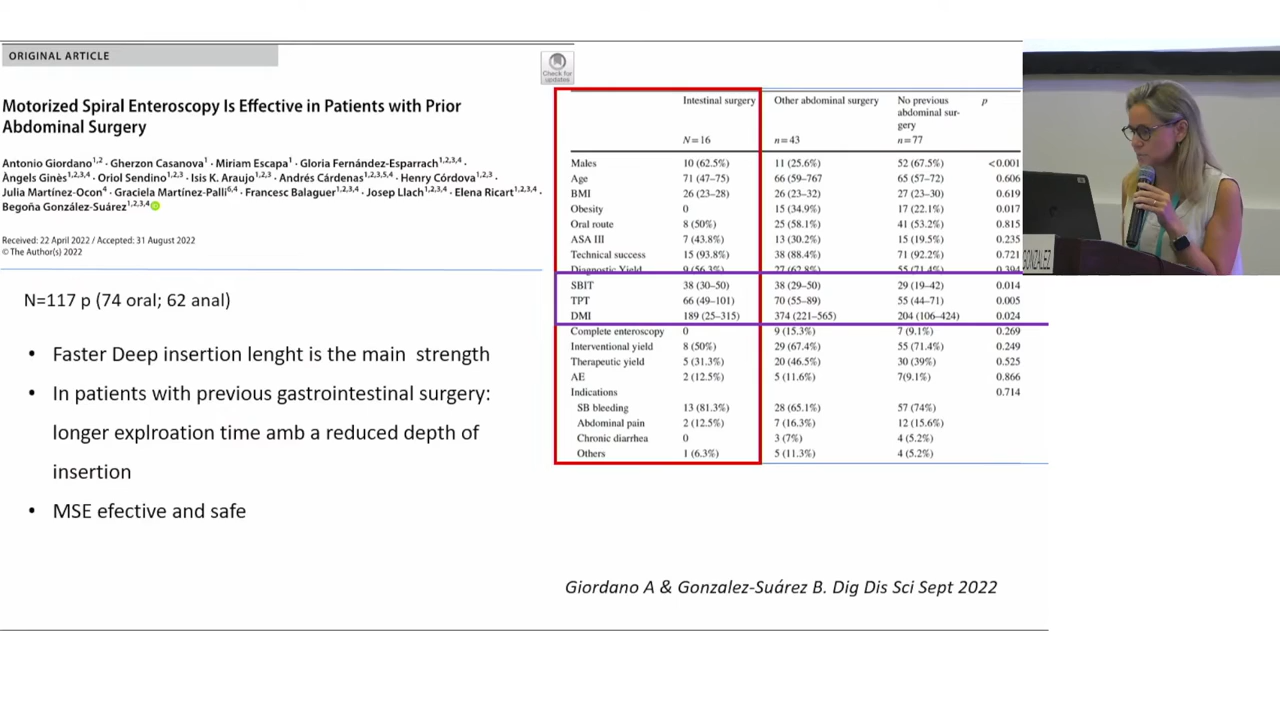 ORIGINAL ARTICLE
Check for
updates
Motorized Spiral Enteroscopy Is Effective in Patients with Prior
Abdominal Surgery
Antonio Giordano1,2 · Gherzon Casanova1 · Miriam Escapa1 · Gloria Fernández-Esparrach1,2,3,4 ·
Àngels Ginès1,2,3,4 · Oriol Sendino1,2,3 · Isis K. Araujo1,2,3 · Andrés Cárdenas1,2,3,5,4 · Henry Córdova1,2,3 ·
Julia Martínez-Ocon4 · Graciela Martínez-Palli6,4 · Francesc Balaguer1,2,3,4 · Josep Llach1,2,3,4 · Elena Ricart1,2,3,4 ·
Begoña González-Suárez1,2,3,4
Received: 22 April 2022 / Accepted: 31 August 2022
© The Author(s) 2022
N=117 p (74 oral; 62 anal)
• Faster Deep insertion lenght is the main strength
• In patients with previous gastrointestinal surgery:
longer explroation time amb a reduced depth of
insertion
• MSE efective and safe
Intestinal surgery Other abdominal surgery No previous p
abdominal sur-
gery
N=16 n=43 n=77
Males 10 (62.5%) 11 (25.6%) 52 (67.5%) <0.001
Age 71 (47–75) 66 (59–767 65 (57–72) 0.606
BMI 26 (23–28) 26 (23–32) 27 (23–30) 0.619
Obesity 0 15 (34.9%) 17 (22.1%) 0.017
Oral route 8 (50%) 25 (58.1%) 41 (53.2%) 0.815
ASA III 7 (43.8%) 13 (30.2%) 15 (19.5%) 0.235
Technical success 15 (93.8%) 38 (88.4%) 71 (92.2%) 0.721
Diagnostic Yield 9 (56.3%) 27 (62.8%) 55 (71.4%) 0.394
SBIT 38 (30–50) 38 (29–50) 29 (19–42) 0.014
TPT 66 (49–101) 70 (55–89) 55 (44–71) 0.005
DMI 189 (25–315) 374 (221–565) 204 (106–424) 0.024
Complete enteroscopy 0 9 (15.3%) 7 (9.1%) 0.269
Interventional yield 8 (50%) 29 (67.4%) 55 (71.4%) 0.249
Therapeutic yield 5 (31.3%) 20 (46.5%) 30 (39%) 0.525
AE 2 (12.5%) 5 (11.6%) 7(9.1%) 0.866
Indications 0.714
SB bleeding 13 (81.3%) 28 (65.1%) 57 (74%)
Abdominal pain 2 (12.5%) 7 (16.3%) 12 (15.6%)
Chronic diarrhea 0 3 (7%) 4 (5.2%)
Others 1 (6.3%) 5 (11.3%) 4 (5.2%)
Giordano A & Gonzalez-Suárez B. Dig Dis Sci Sept 2022
GONZALEZ